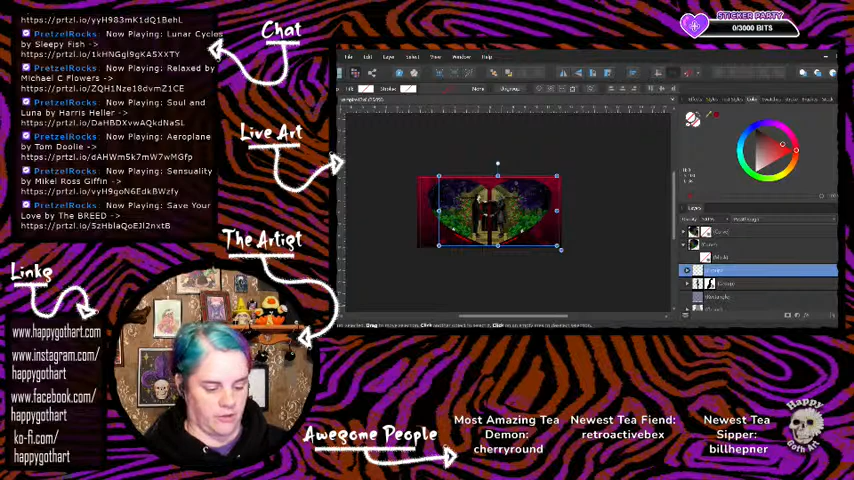 https://prtzl.io/yyH983mK1dQ1BehL
PretzelRocks: Now Playing: Lunar Cyclos
by Sleepy Fish ->
https://prtzl.io/1kHNGgl9gKA5XXTY
PretzelRocks: Now Playing: Relaxed by
Michael C Flowers ->
https://prtzl.io/ZQH1Nze18dvmYJCE
PretzelRocks: Now Playing: Soul and
Luna by Harris Heller ->
https://prtzl.io/DaHBDXvwAQkdNaSL
PretzelRocks: Now Playing: Aeroplane
by Tom Doolie ->
https://prtzl.io/dAHWm5k7mW7wMGfp
PretzelRocks: Now Playing: Sensuality
by Mikel Ross Giffin ->
https://prtzl.io/vyH9goN6EdkBWzfy
PretzelRocks: Now Playing: Save Your
Love by The BREED ->
https://prtzl.io/5zHblaQoEJl2nxtB
Chat
Live Art
The Artist
Links
www.happygothart.com
www.instagram.com/
happygothart
www.facebook.com/
happygothart
ko-fi.com/
happygothart
STICKER PARTY
0/3000 BITS
Awesome People
Most Amazing Tea
Demon:
cherryround
Newest Tea Fiend:
retroactivebex
Newest Tea
Sipper:
billhepner
Happy
Goth Art